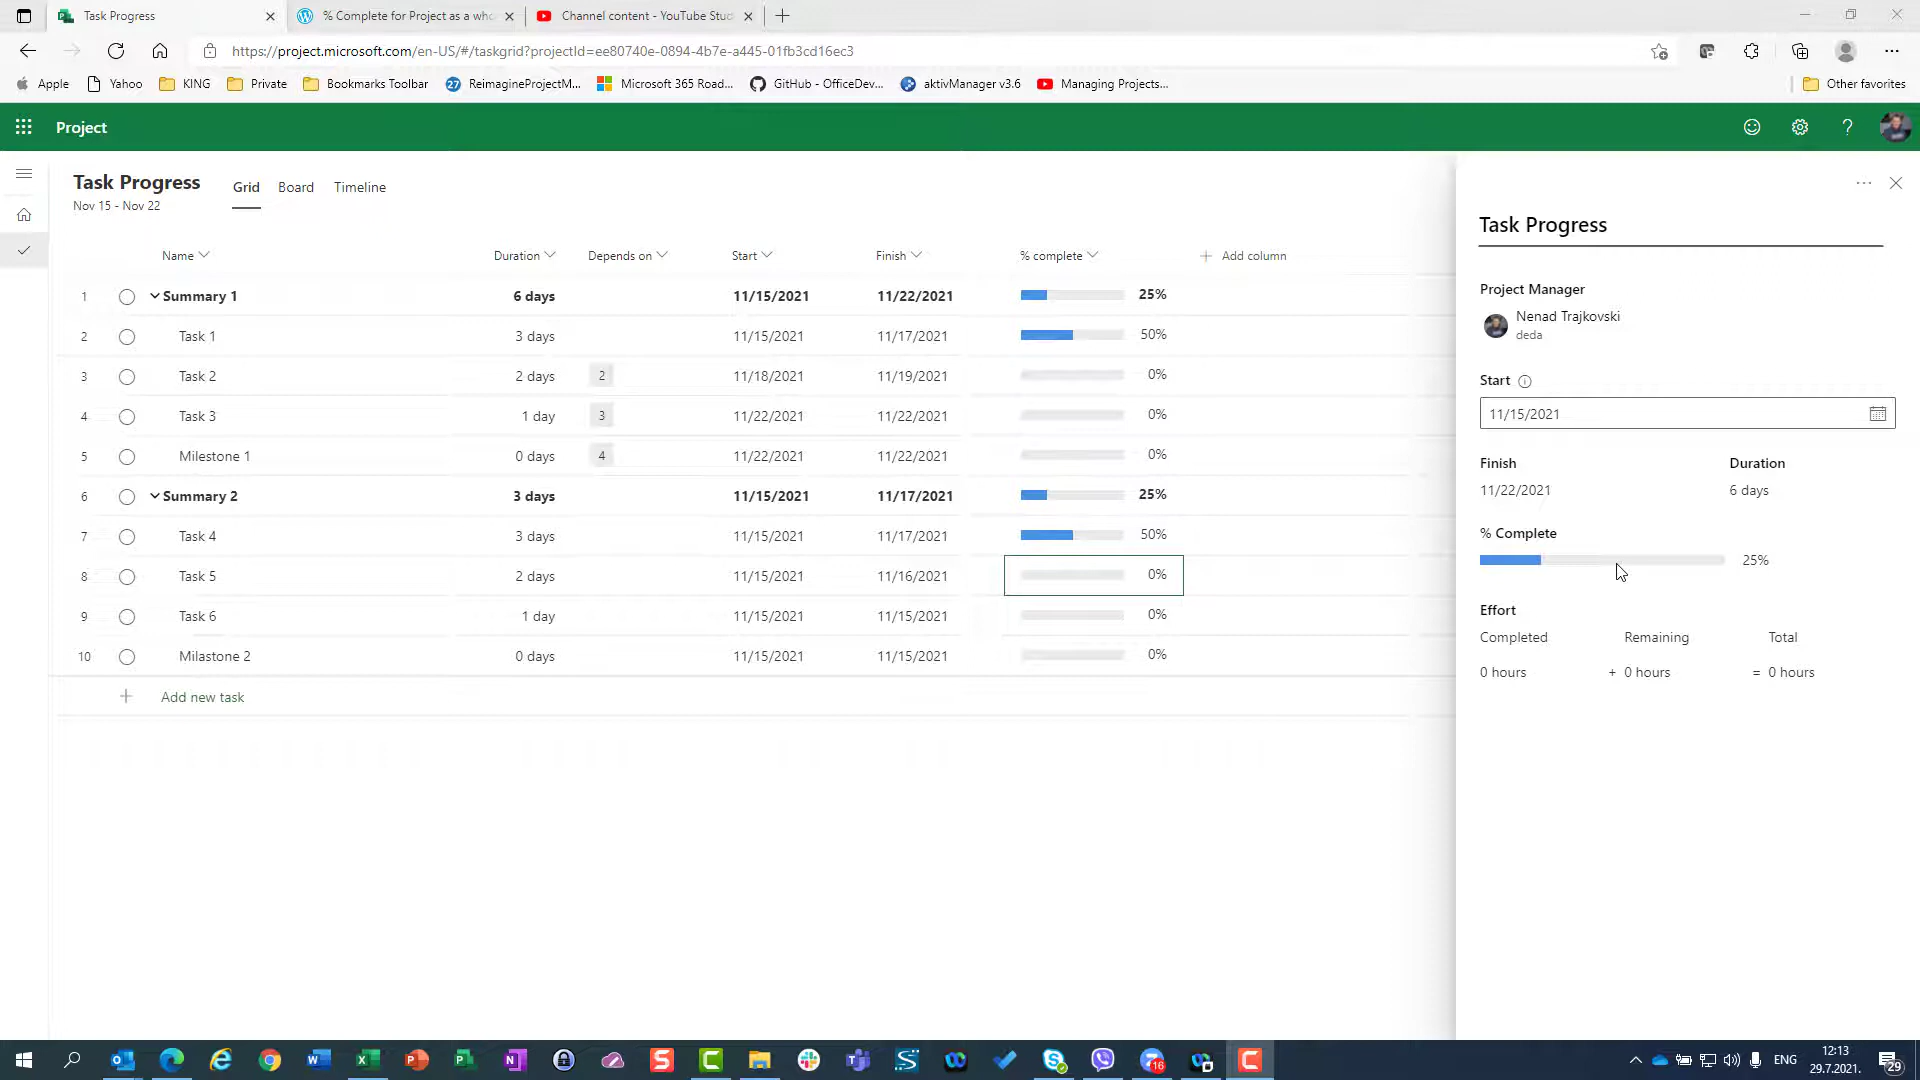 Task Progress
% Complete for Project as a who
Channel content - YouTube Stud
https://project.microsoft.com/en-US/#/taskgrid?projectId=ee80740e-0894-4b7e-a445-01fb3cd16ec3
Apple
Yahoo
KING
Private
Bookmarks Toolbar
27
ReimagineProjectM...
Microsoft 365 Road...
GitHub - OfficeDev...
aktivManager v3.6
Managing Projects...
Other favorites
Project
?
Task Progress
Nov 15 - Nov 22
Grid Board Timeline
Name Duration Depends on Start Finish % complete + Add column
1 Summary 1 6 days 11/15/2021 11/22/2021 25%
2 Task 1 3 days 11/15/2021 11/17/2021 50%
3 Task 2 2 days 2 11/18/2021 11/19/2021 0%
4 Task 3 1 day 3 11/22/2021 11/22/2021 0%
5 Milestone 1 0 days 4 11/22/2021 11/22/2021 0%
6 Summary 2 3 days 11/15/2021 11/17/2021 25%
7 Task 4 3 days 11/15/2021 11/17/2021 50%
8 Task 5 2 days 11/15/2021 11/16/2021 0%
9 Task 6 1 day 11/15/2021 11/15/2021 0%
10 Milastone 2 0 days 11/15/2021 11/15/2021 0%
+ Add new task
Task Progress
Project Manager
Nenad Trajkovski
deda
Start
11/15/2021
Finish Duration
11/22/2021 6 days
% Complete
25%
Effort
Completed Remaining Total
0 hours + 0 hours = 0 hours
16
ENG
12:13
29.7.2021.
29